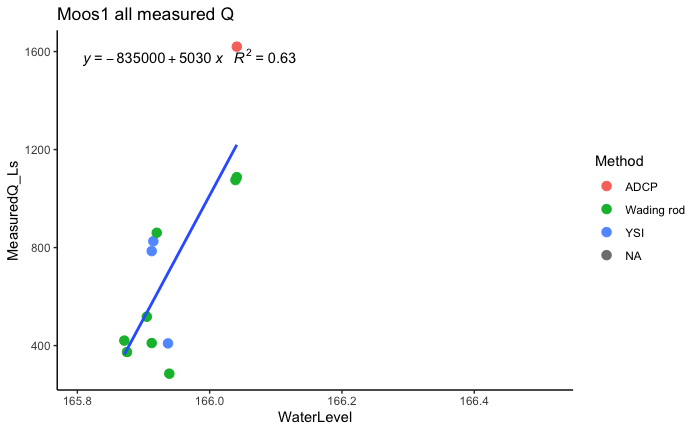 Moos1 all measured Q
y = − 835000 + 5030 x R² = 0.63
1600
1200
800
400
MeasuredQ_Ls
165.8 166.0 166.2 166.4
WaterLevel
Method
ADCP
Wading rod
YSI
NA